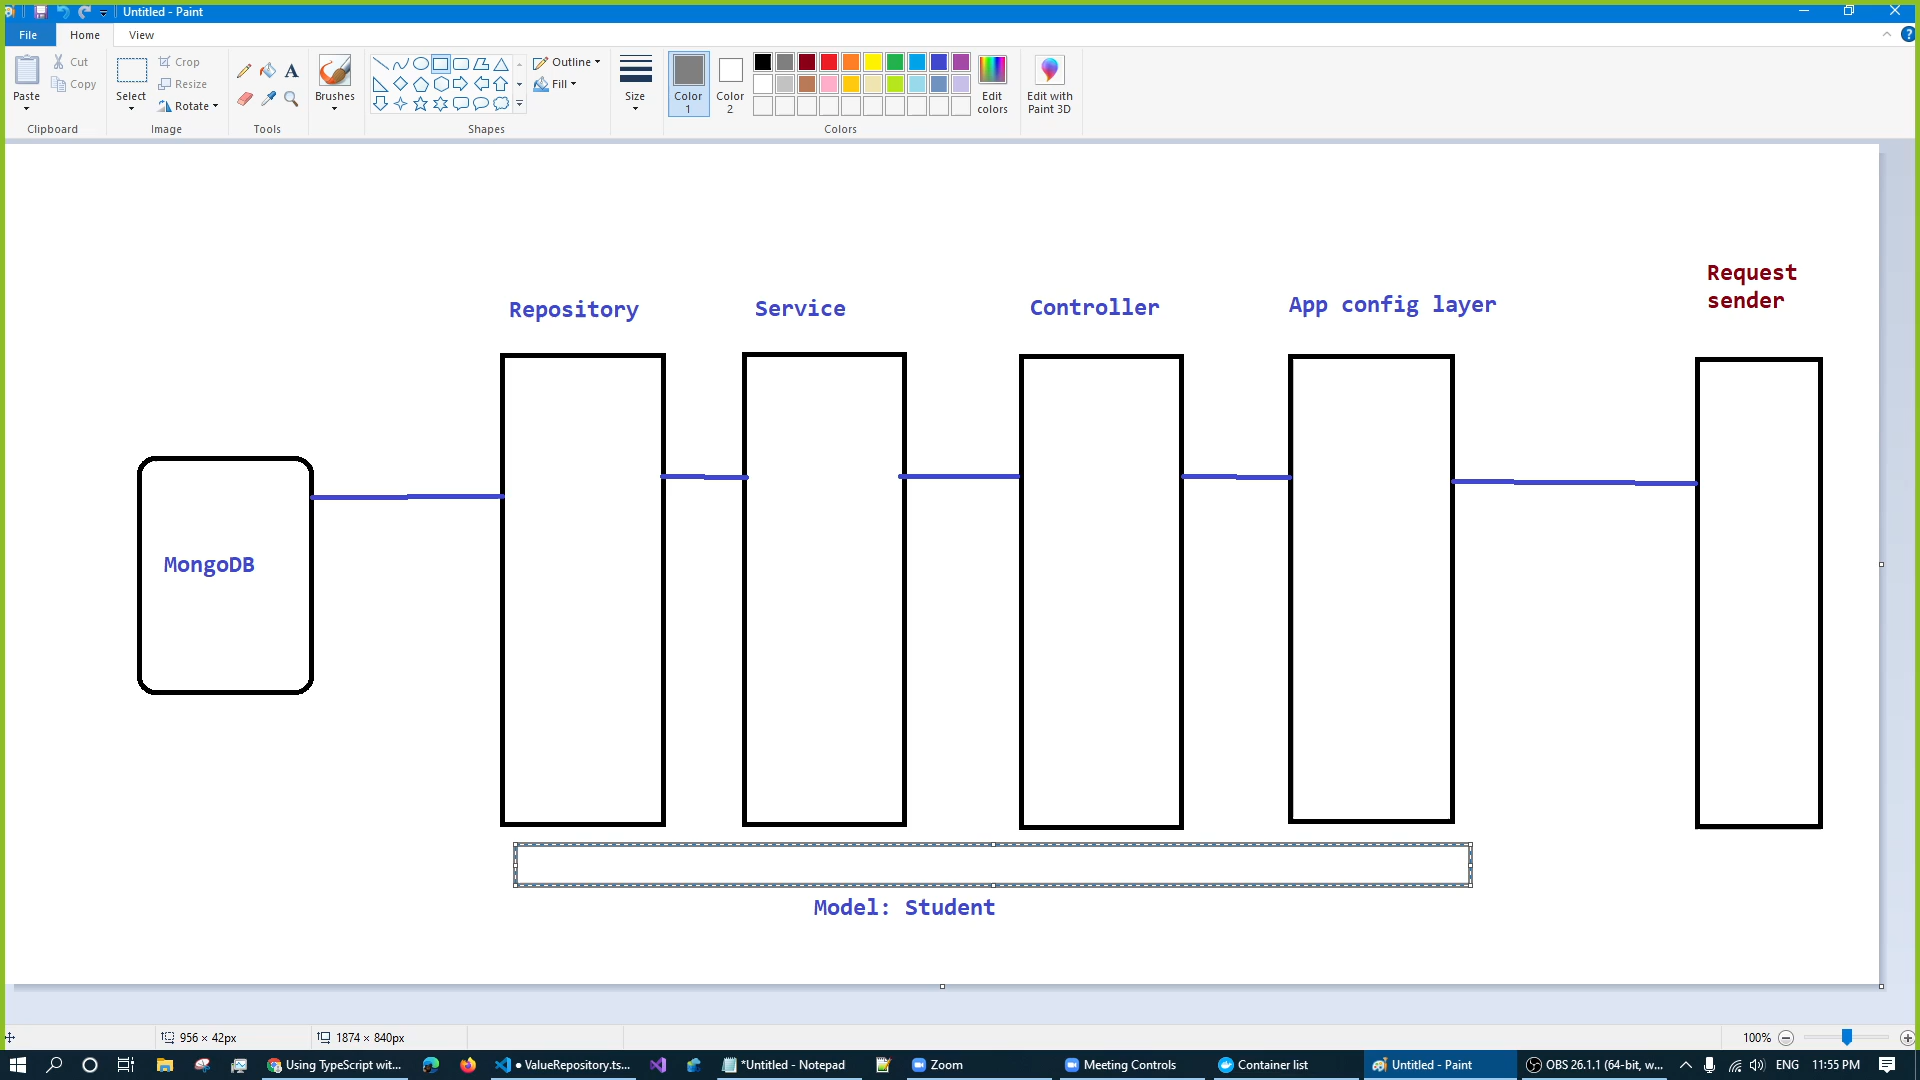 Untitled - Paint
File Home View
Paste
Cut
Copy
Clipboard
Select
Crop
Resize
Rotate
Image
Tools
Brushes
Outline
Fill
Shapes
Size
Color 1
Color 2
Edit colors
Colors
Edit with Paint 3D
Request
sender
Repository Service Controller App config layer
MongoDB
Model: Student
956 × 42px 1874 × 840px 100%
Using TypeScript wit... ● ValueRepository.ts... *Untitled - Notepad Zoom Meeting Controls Container list Untitled - Paint OBS 26.1.1 (64-bit, w... ENG 11:55 PM